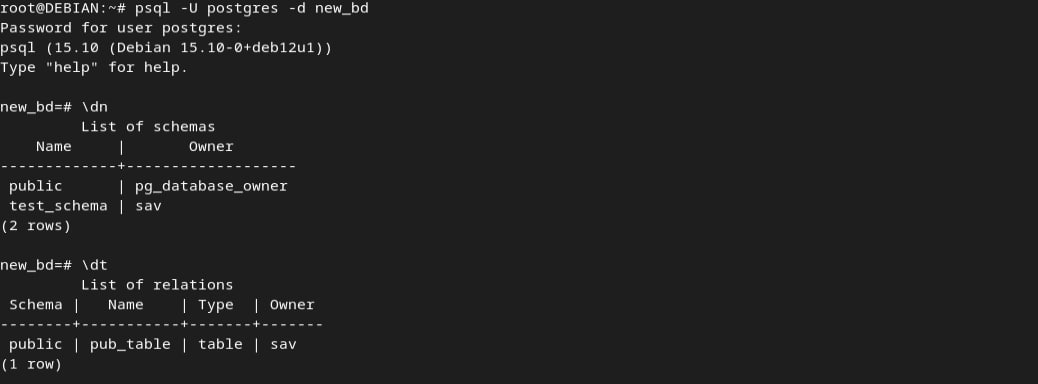 root@DEBIAN:~# psql -U postgres -d new_bd
Password for user postgres:
psql (15.10 (Debian 15.10-0+deb12u1))
Type "help" for help.

new_bd=# \dn
         List of schemas
    Name     |       Owner
-------------+-------------------
 public      | pg_database_owner
 test_schema | sav
(2 rows)

new_bd=# \dt
         List of relations
 Schema |   Name    | Type  | Owner
--------+-----------+-------+-------
 public | pub_table | table | sav
(1 row)